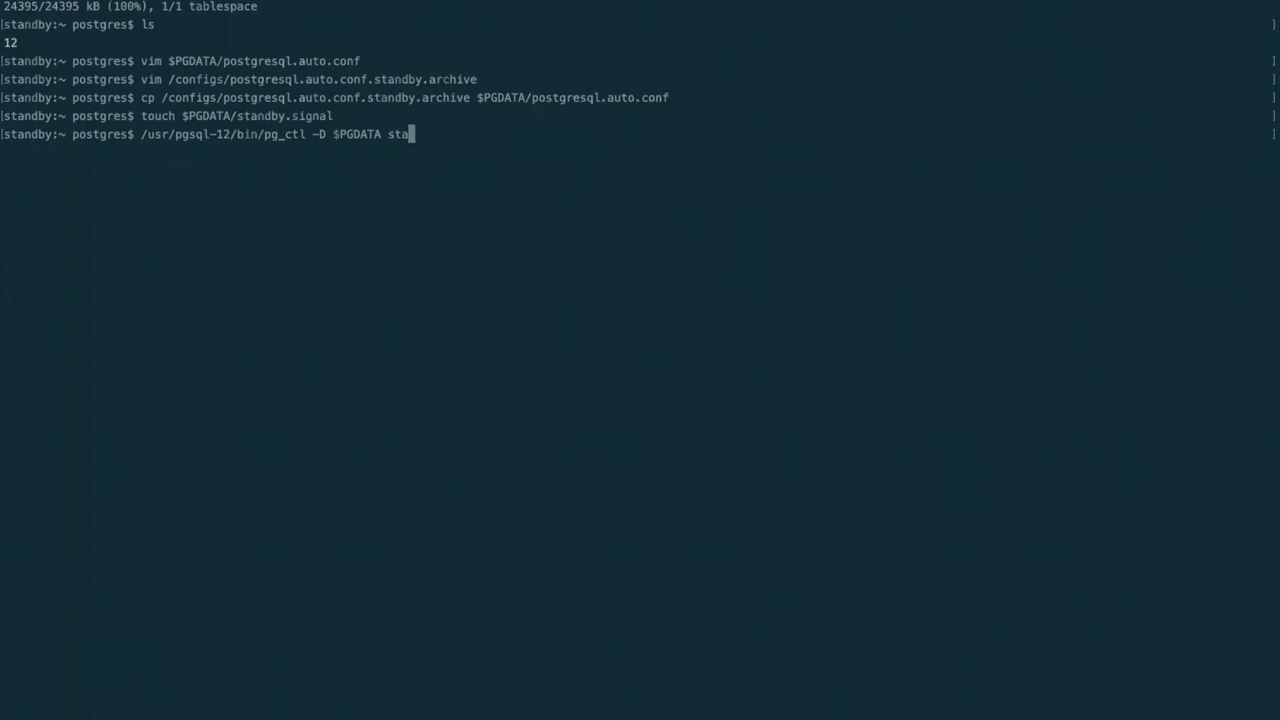 24395/24395 kB (100%), 1/1 tablespace
[standby:~ postgres$ ls ]
12
[standby:~ postgres$ vim $PGDATA/postgresql.auto.conf ]
[standby:~ postgres$ vim /configs/postgresql.auto.conf.standby.archive ]
[standby:~ postgres$ cp /configs/postgresql.auto.conf.standby.archive $PGDATA/postgresql.auto.conf ]
[standby:~ postgres$ touch $PGDATA/standby.signal ]
[standby:~ postgres$ /usr/pgsql-12/bin/pg_ctl -D $PGDATA sta ]